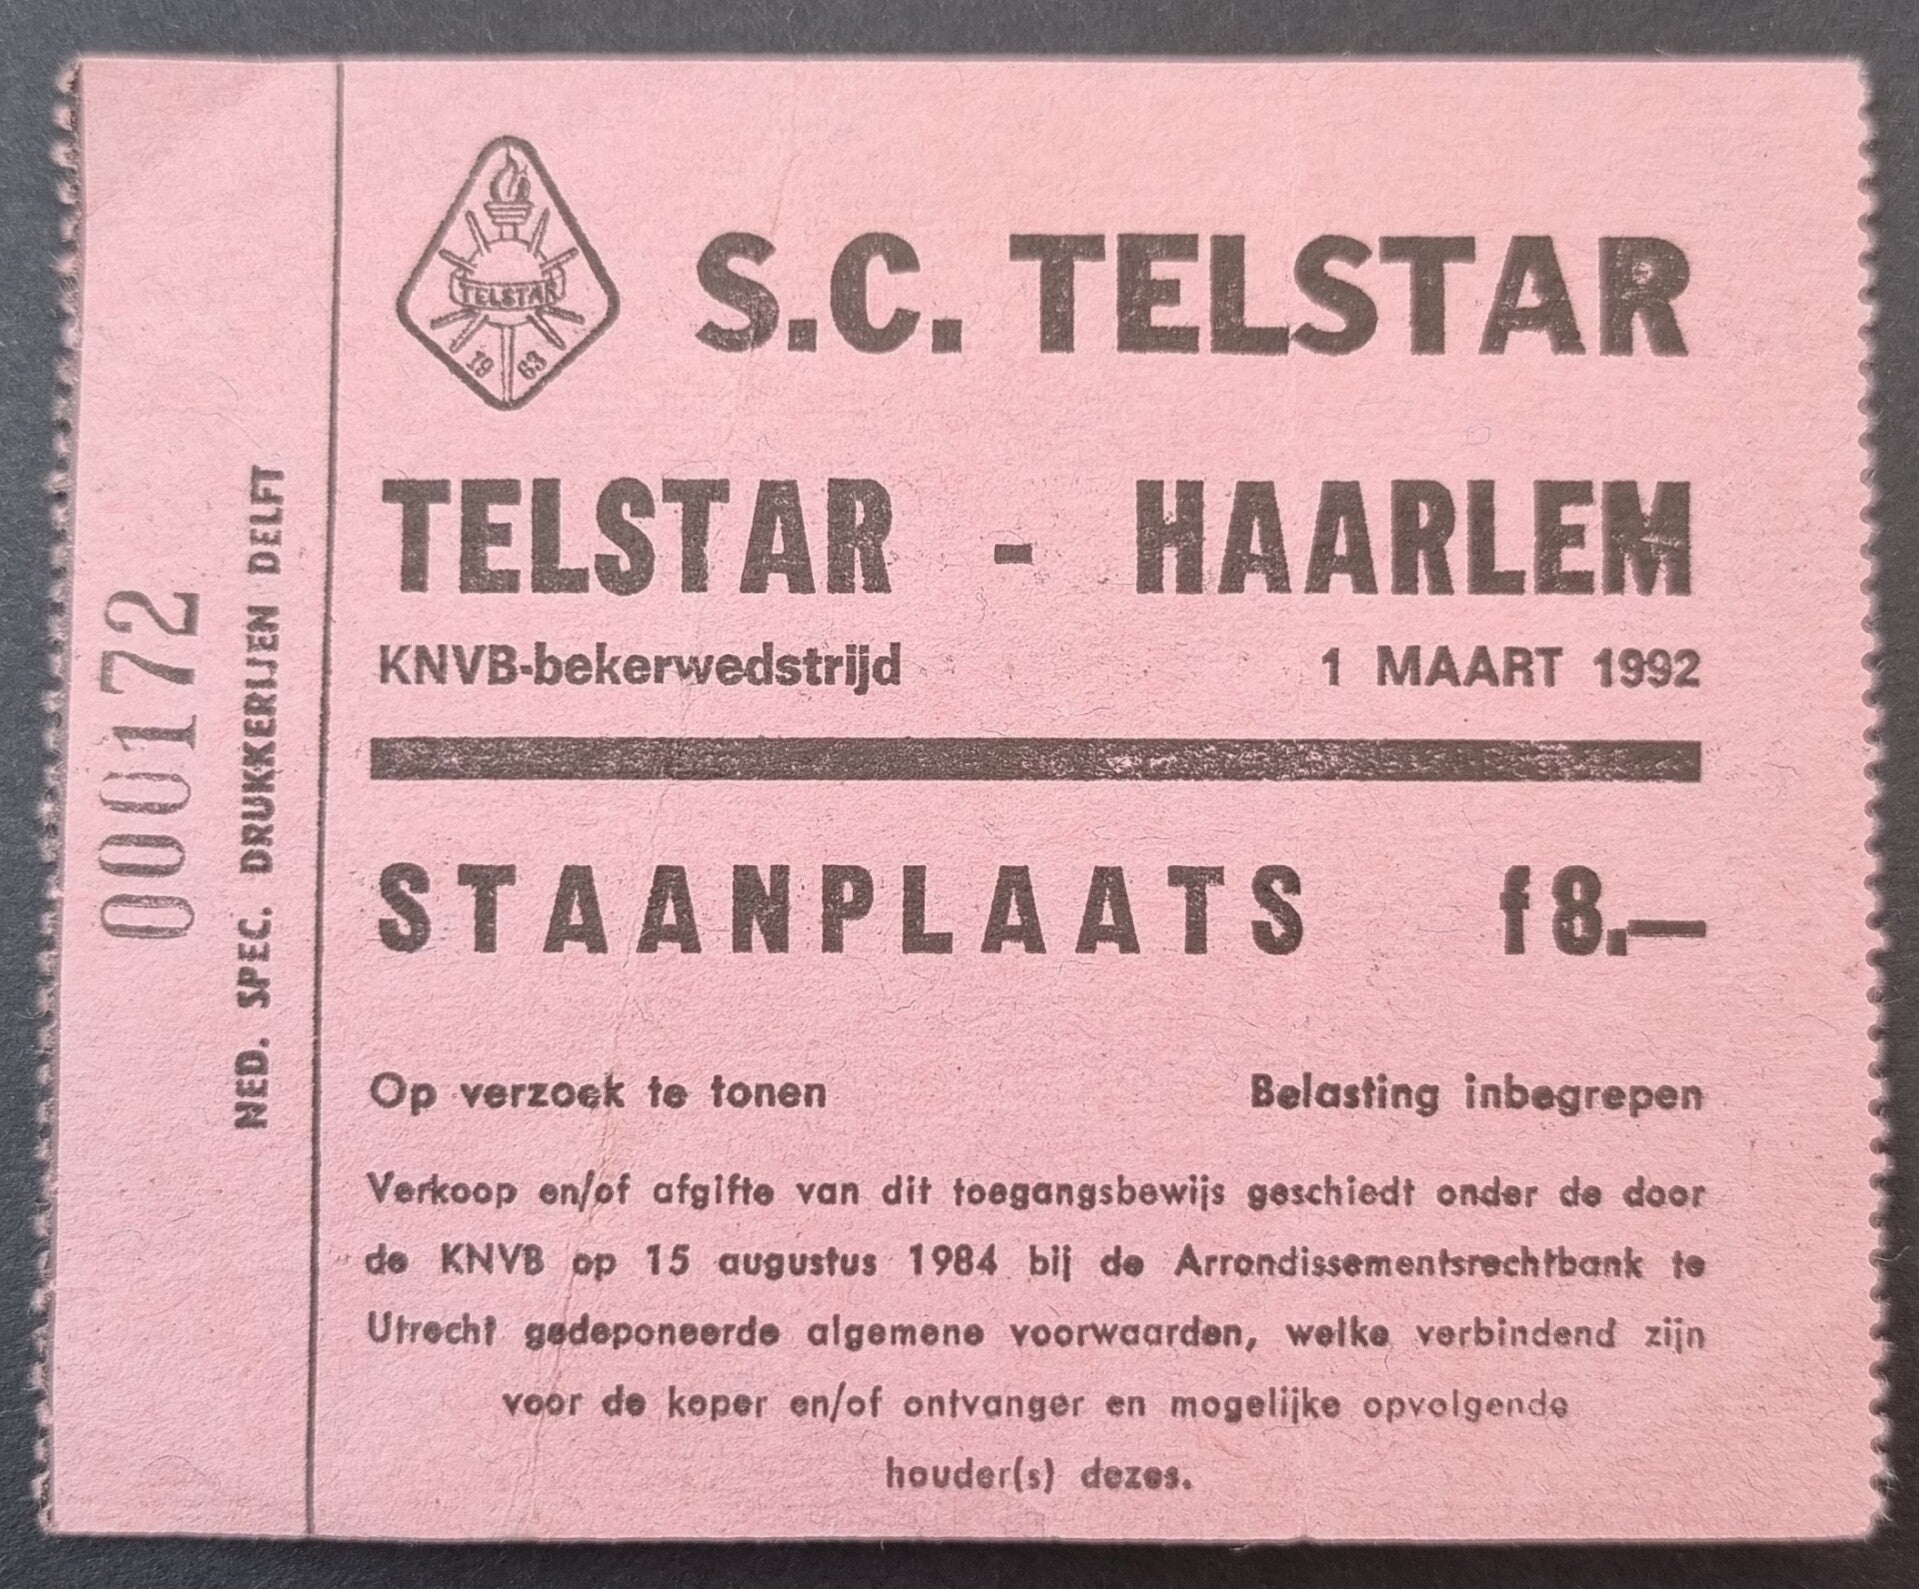 000172
NED. SPEC. DRUKKERIJEN DELFT
TELSTAR
19 63
S.C. TELSTAR
TELSTAR - HAARLEM
KNVB-bekerwedstrijd 1 MAART 1992
STAANPLAATS f 8.—
Op verzoek te tonen Belasting inbegrepen
Verkoop en/of afgifte van dit toegangsbewijs geschiedt onder de door
de KNVB op 15 augustus 1984 bij de Arrondissementsrechtbank te
Utrecht gedeponeerde algemene voorwaarden, welke verbindend zijn
voor de koper en/of ontvanger en mogelijke opvolgende
houder(s) dezes.